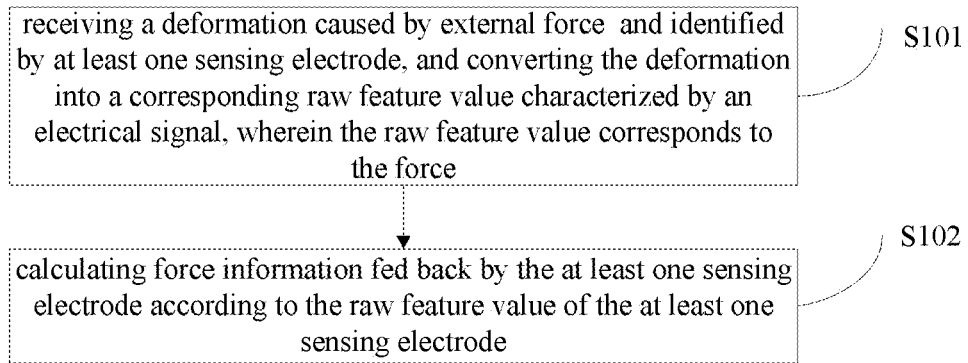 receiving a deformation caused by external force and identified
by at least one sensing electrode, and converting the deformation
into a corresponding raw feature value characterized by an
electrical signal, wherein the raw feature value corresponds to
the force
S101
calculating force information fed back by the at least one sensing
electrode according to the raw feature value of the at least one
sensing electrode
S102